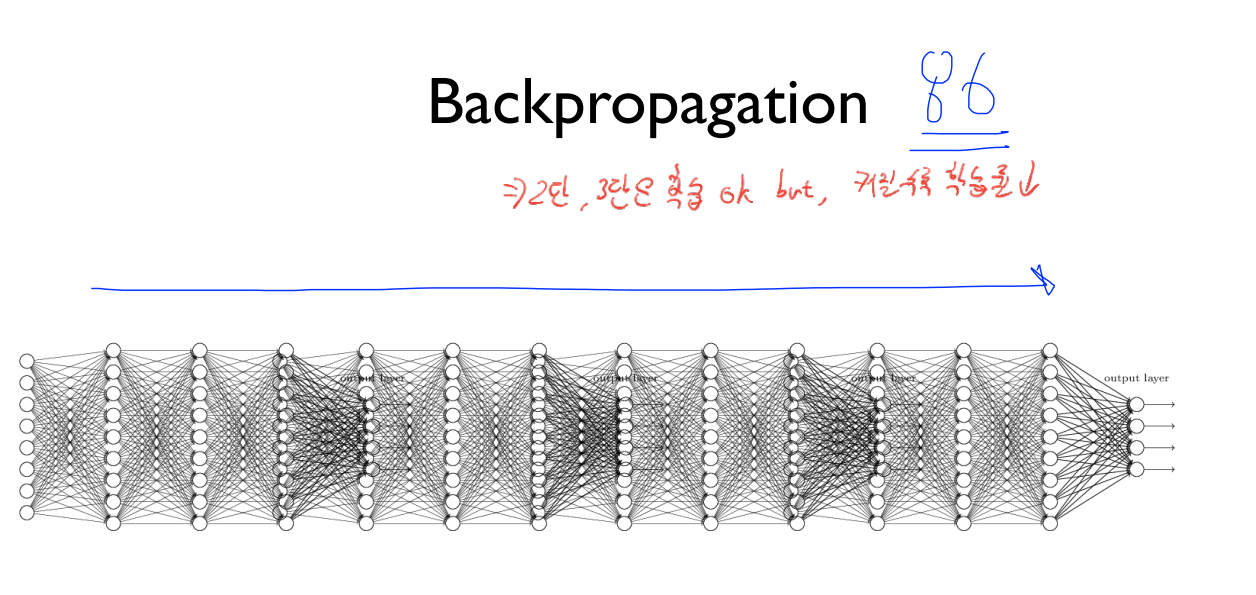 Backpropagation 86
⇒ 2단, 3단은 학습 ok but, 커질수록 학습률↓
output layer output layer output layer output layer